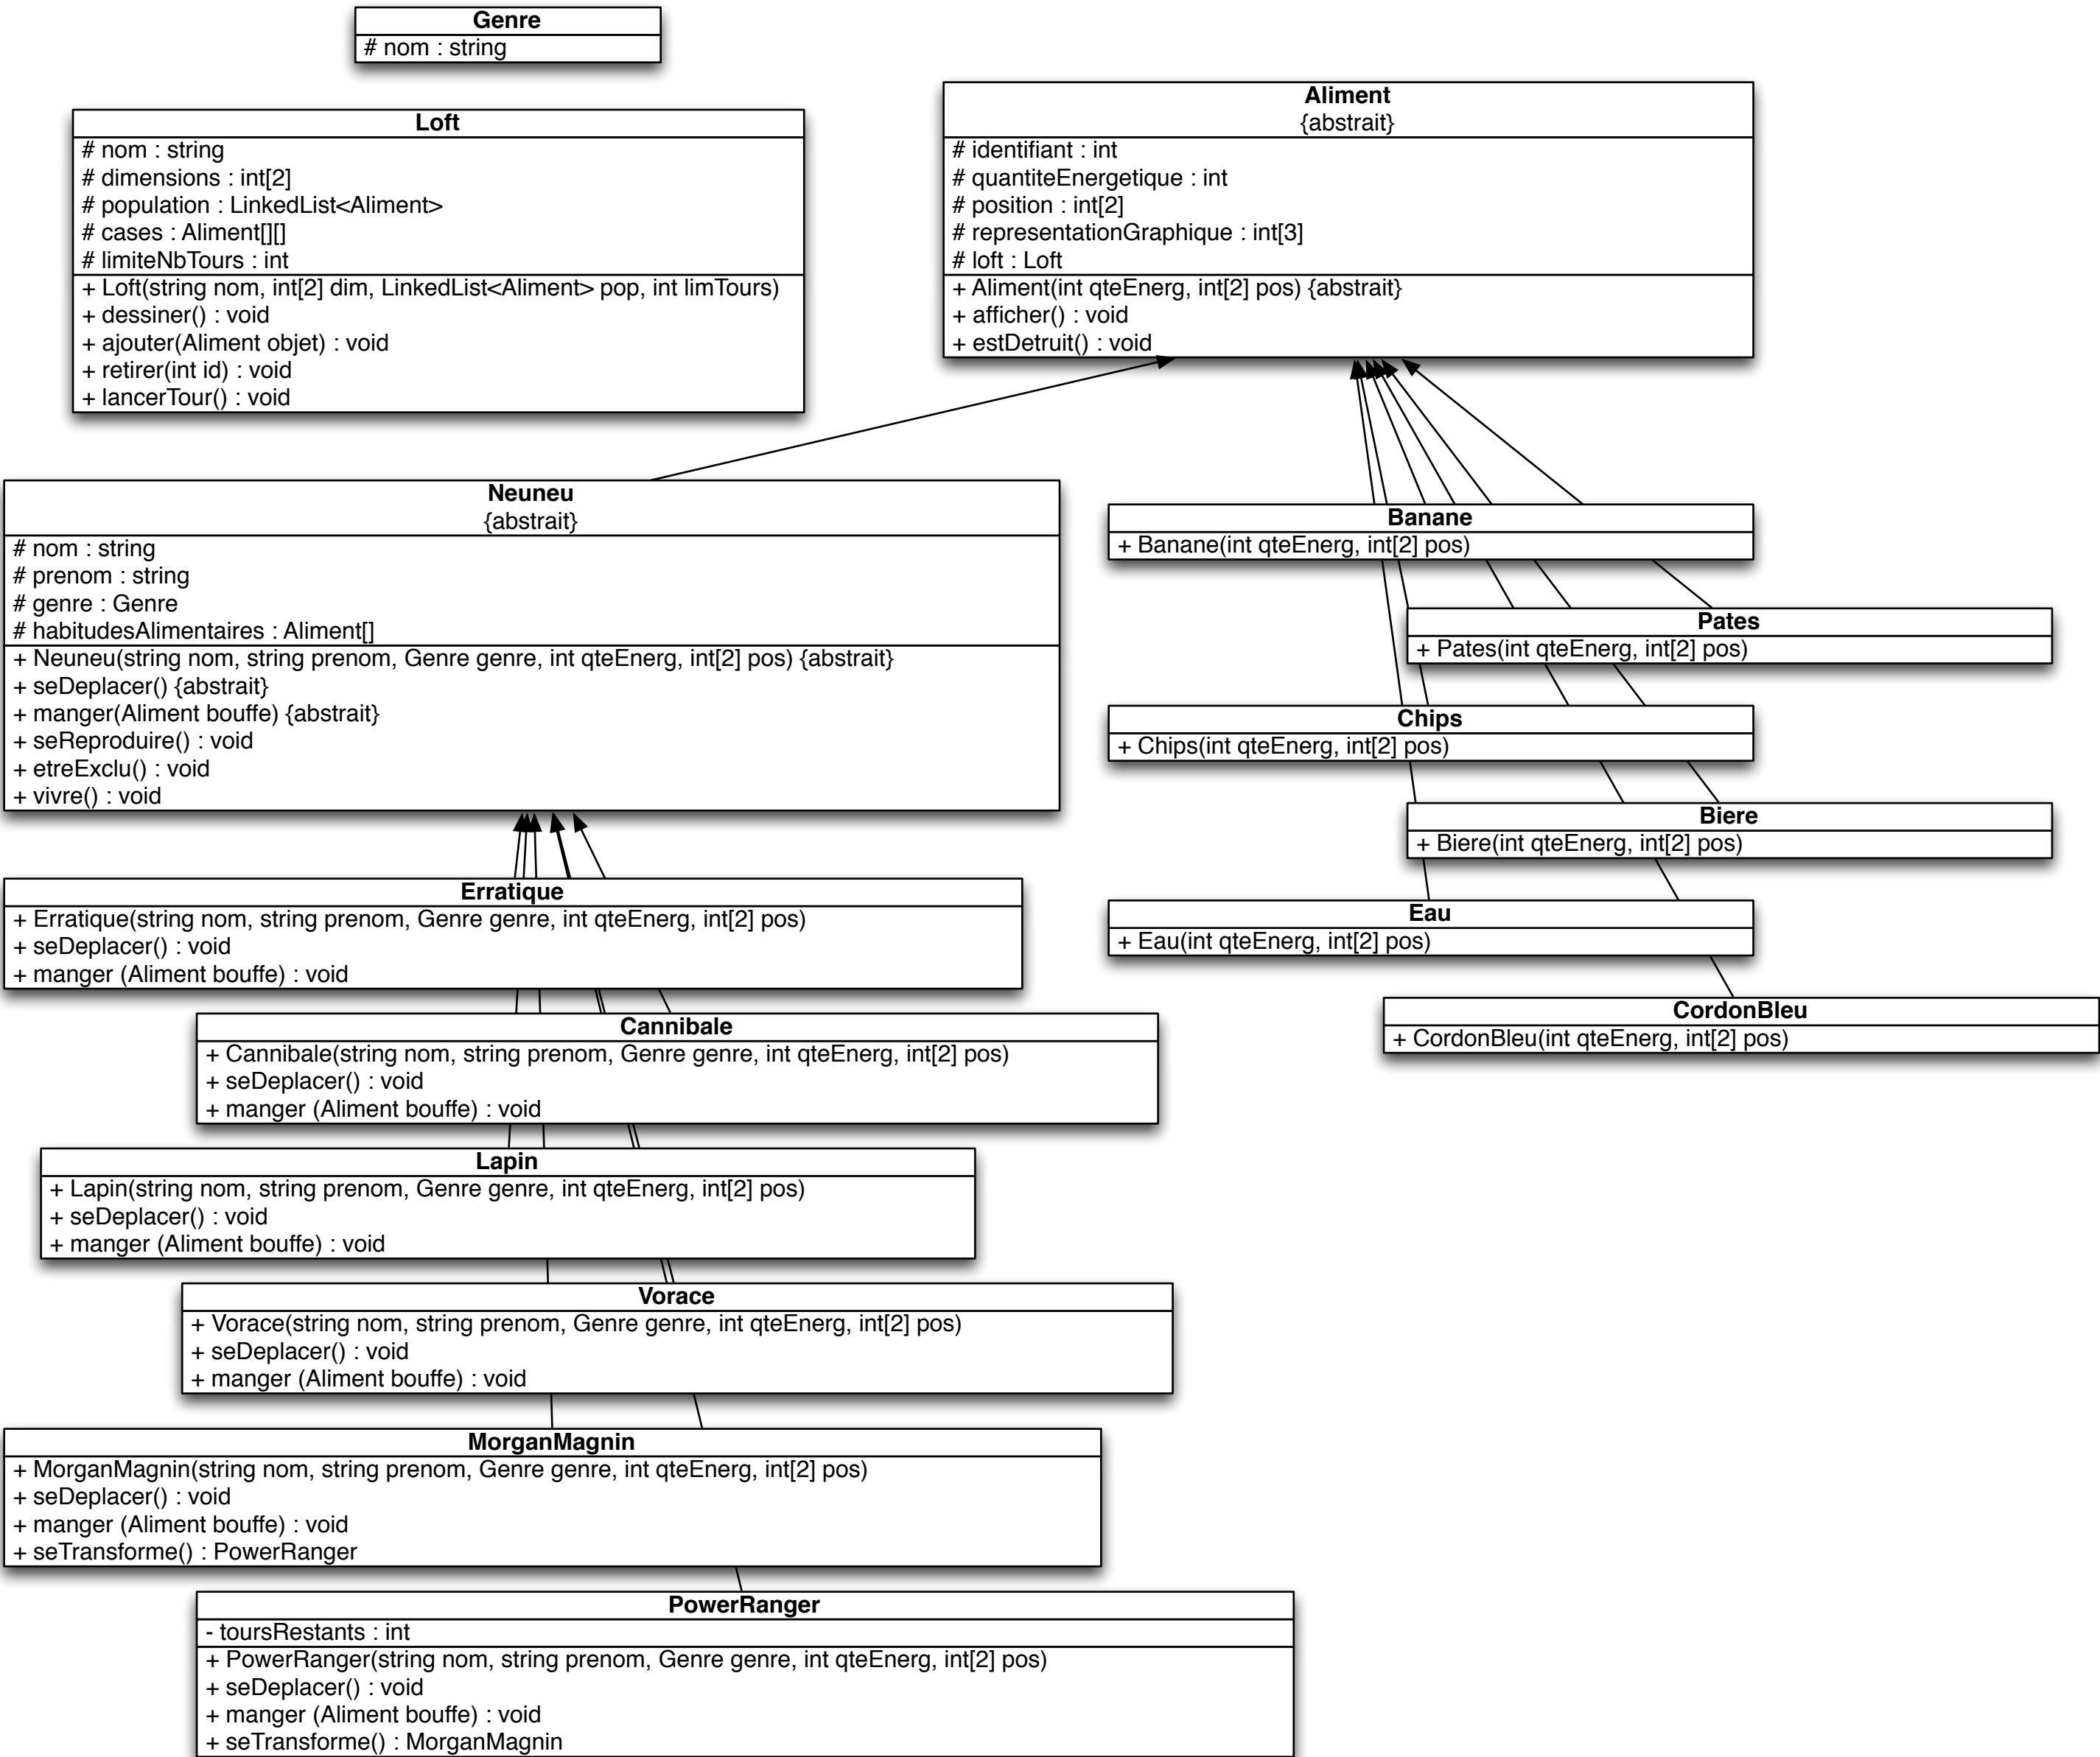 Genre
# nom : string
Loft
# nom : string
# dimensions : int[2]
# population : LinkedList<Aliment>
# cases : Aliment[][]
# limiteNbTours : int
+ Loft(string nom, int[2] dim, LinkedList<Aliment> pop, int limTours)
+ dessiner() : void
+ ajouter(Aliment objet) : void
+ retirer(int id) : void
+ lancerTour() : void
Aliment
{abstrait}
# identifiant : int
# quantiteEnergetique : int
# position : int[2]
# representationGraphique : int[3]
# loft : Loft
+ Aliment(int qteEnerg, int[2] pos) {abstrait}
+ afficher() : void
+ estDetruit() : void
Neuneu
{abstrait}
# nom : string
# prenom : string
# genre : Genre
# habitudesAlimentaires : Aliment[]
+ Neuneu(string nom, string prenom, Genre genre, int qteEnerg, int[2] pos) {abstrait}
+ seDeplacer() {abstrait}
+ manger(Aliment bouffe) {abstrait}
+ seReproduire() : void
+ etreExclu() : void
+ vivre() : void
Banane
+ Banane(int qteEnerg, int[2] pos)
Pates
+ Pates(int qteEnerg, int[2] pos)
Chips
+ Chips(int qteEnerg, int[2] pos)
Biere
+ Biere(int qteEnerg, int[2] pos)
Eau
+ Eau(int qteEnerg, int[2] pos)
CordonBleu
+ CordonBleu(int qteEnerg, int[2] pos)
Erratique
+ Erratique(string nom, string prenom, Genre genre, int qteEnerg, int[2] pos)
+ seDeplacer() : void
+ manger (Aliment bouffe) : void
Cannibale
+ Cannibale(string nom, string prenom, Genre genre, int qteEnerg, int[2] pos)
+ seDeplacer() : void
+ manger (Aliment bouffe) : void
Lapin
+ Lapin(string nom, string prenom, Genre genre, int qteEnerg, int[2] pos)
+ seDeplacer() : void
+ manger (Aliment bouffe) : void
Vorace
+ Vorace(string nom, string prenom, Genre genre, int qteEnerg, int[2] pos)
+ seDeplacer() : void
+ manger (Aliment bouffe) : void
MorganMagnin
+ MorganMagnin(string nom, string prenom, Genre genre, int qteEnerg, int[2] pos)
+ seDeplacer() : void
+ manger (Aliment bouffe) : void
+ seTransforme() : PowerRanger
PowerRanger
- toursRestants : int
+ PowerRanger(string nom, string prenom, Genre genre, int qteEnerg, int[2] pos)
+ seDeplacer() : void
+ manger (Aliment bouffe) : void
+ seTransforme() : MorganMagnin